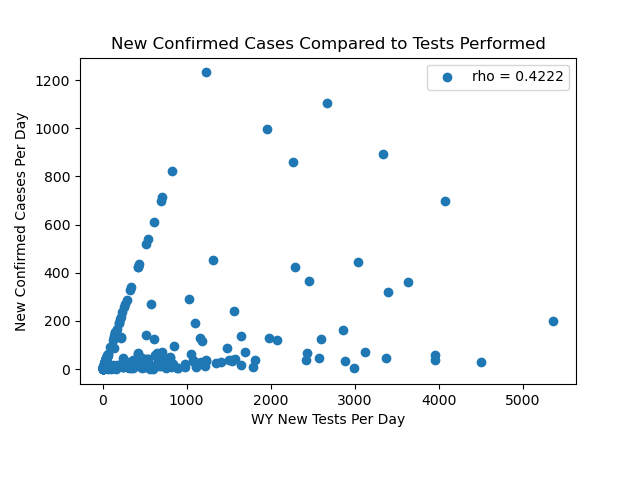 New Confirmed Cases Compared to Tests Performed
rho = 0.4222
1200
1000
800
600
400
200
0
New Confirmed Caeses Per Day
0 1000 2000 3000 4000 5000
WY New Tests Per Day